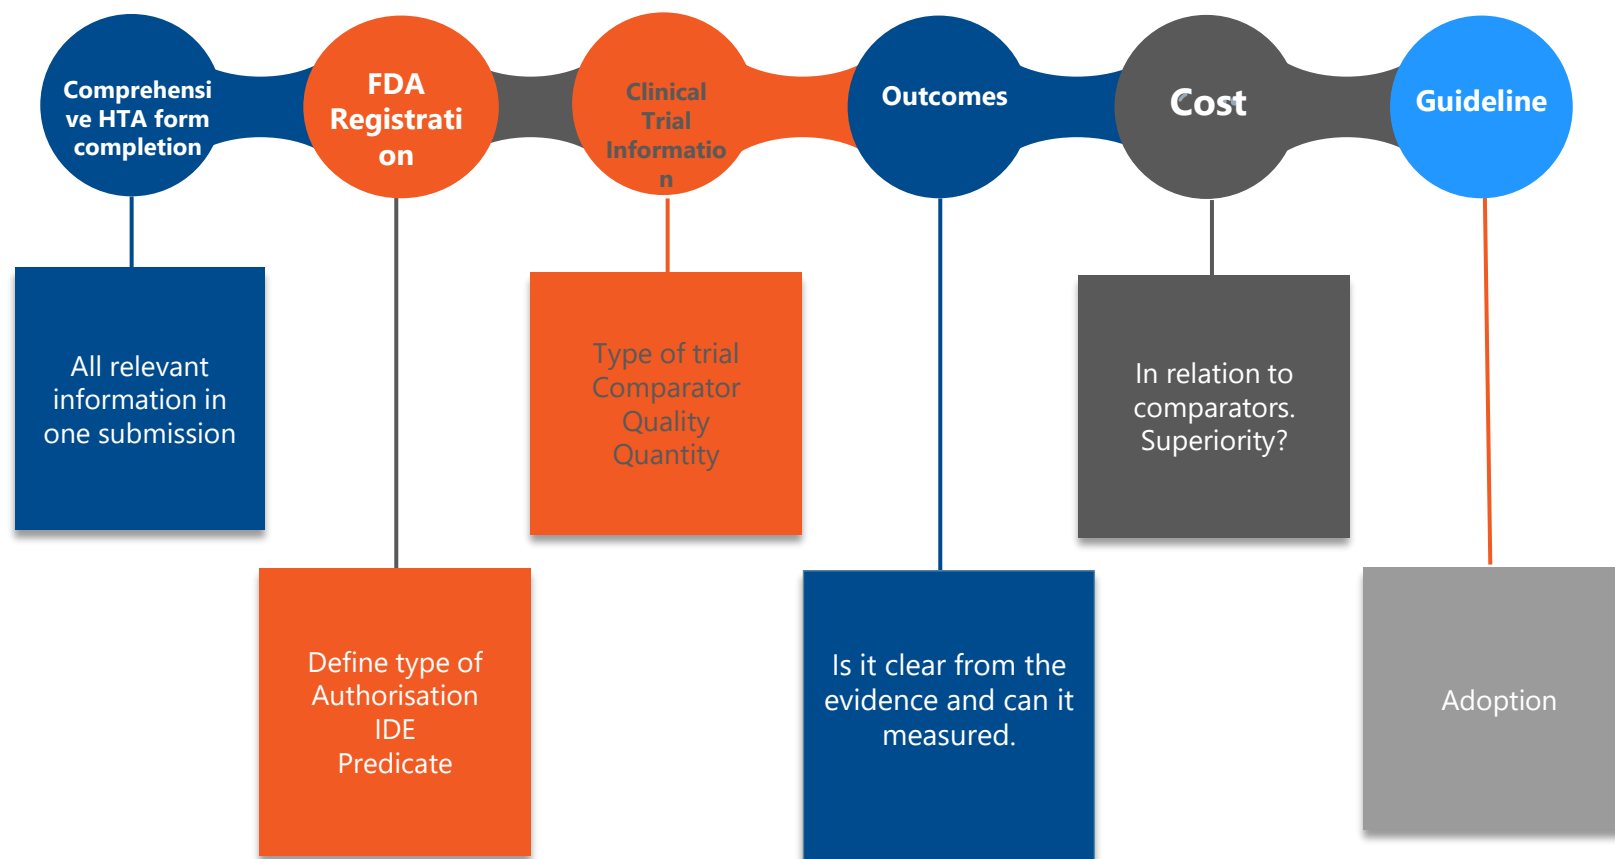 Comprehensi
ve HTA form
completion
FDA
Registrati
on
Clinical
Trial
Informatio
n
Outcomes
Cost
Guideline
All relevant
information in
one submission
Define type of
Authorisation
IDE
Predicate
Type of trial
Comparator
Quality
Quantity
Is it clear from the
evidence and can it
measured.
In relation to
comparators.
Superiority?
Adoption